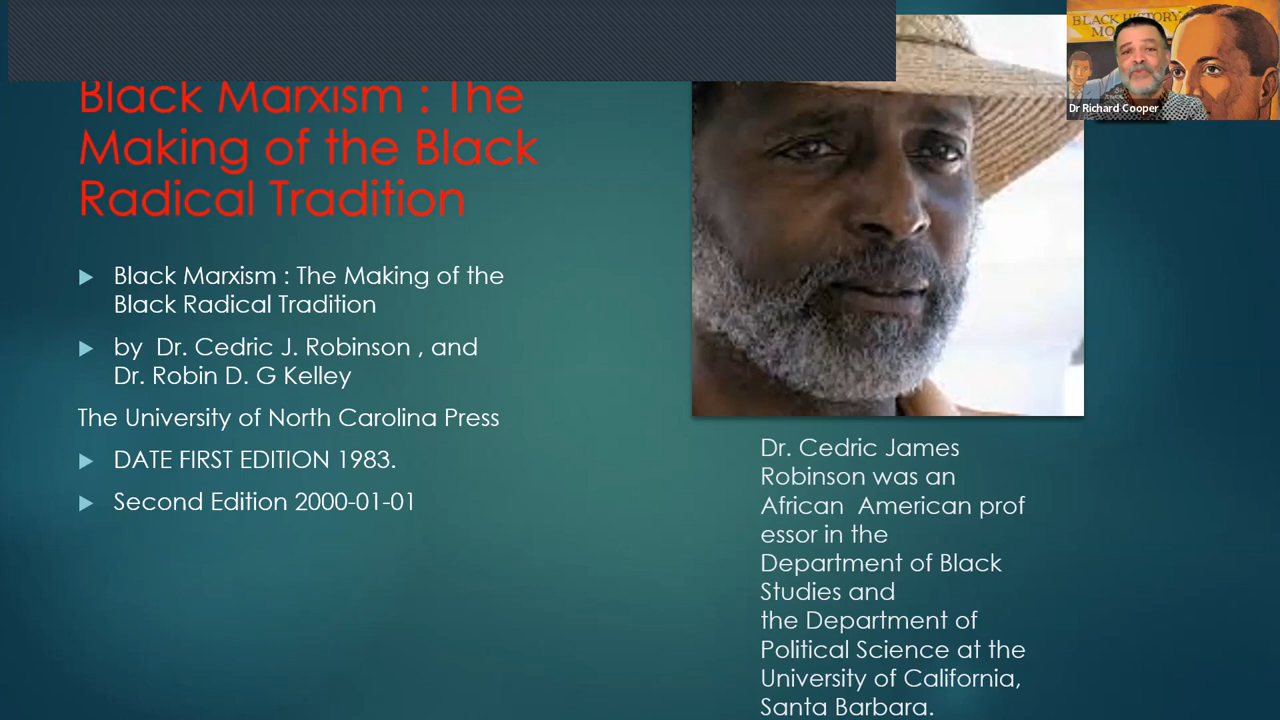 Black Marxism : The
Making of the Black
Radical Tradition
Black Marxism : The Making of the
Black Radical Tradition
by  Dr. Cedric J. Robinson , and
Dr. Robin D. G Kelley
The University of North Carolina Press
DATE FIRST EDITION 1983.
Second Edition 2000-01-01
Dr. Cedric James
Robinson was an
African  American prof
essor in the
Department of Black
Studies and
the Department of
Political Science at the
University of California,
Santa Barbara.
BLACK HISTORY
Dr Richard Cooper